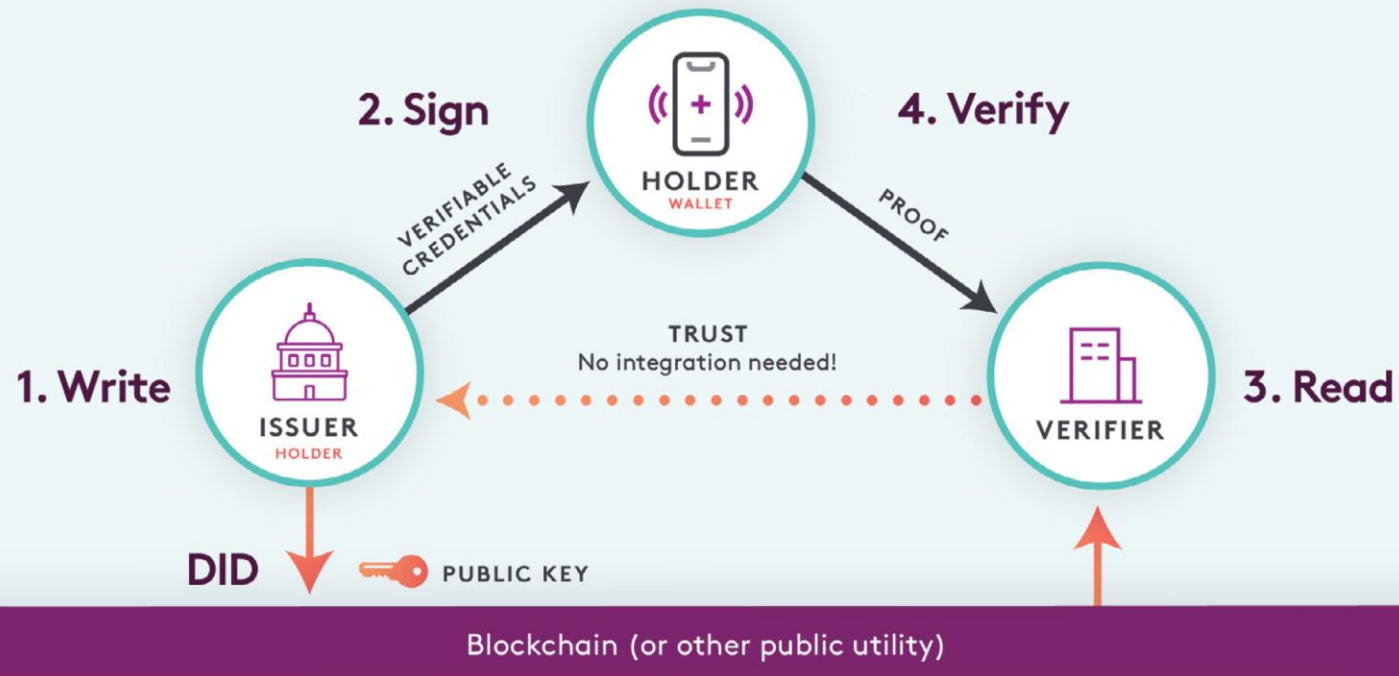 2. Sign
4. Verify
HOLDER
WALLET
VERIFIABLE
CREDENTIALS
PROOF
TRUST
No integration needed!
1. Write
ISSUER
HOLDER
VERIFIER
3. Read
DID
PUBLIC KEY
Blockchain (or other public utility)